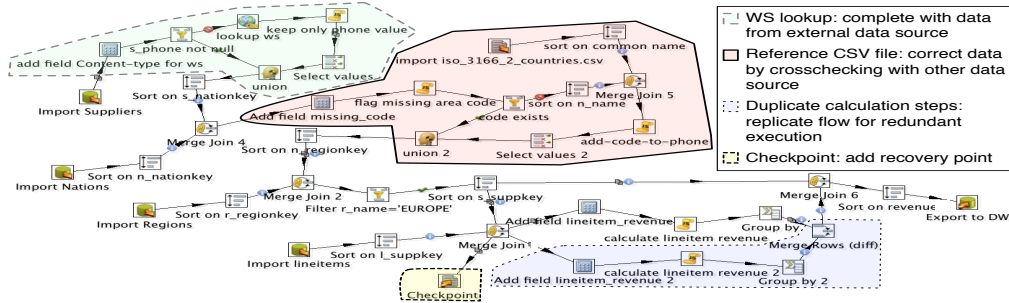 s_phone not null
lookup ws
keep only phone value
add field Content-type for ws
union
Select values
Import Suppliers
Sort on s_nationkey
sort on common name
import iso_3166_2_countries.csv
flag missing area code
sort on n_name
Merge Join 5
Add field missing_code
code exists
Merge Join 4
add-code-to-phone
Sort on n_regionkey
union 2
Select values 2
Import Nations
Sort on n_nationkey
Merge Join 2
Sort on s_suppkey
Merge Join 6
Import Regions
Sort on r_regionkey
Filter r_name='EUROPE'
Sort on revenue
Export to DW
Add field lineitem_revenue
Group by
Merge Join
calculate lineitem revenue
Merge Rows (diff)
Import lineitems
Sort on l_suppkey
calculate lineitem revenue 2
Add field lineitem_revenue 2
Group by 2
Checkpoint
WS lookup: complete with data
from external data source
Reference CSV file: correct data
by crosschecking with other data
source
Duplicate calculation steps:
replicate flow for redundant
execution
Checkpoint: add recovery point